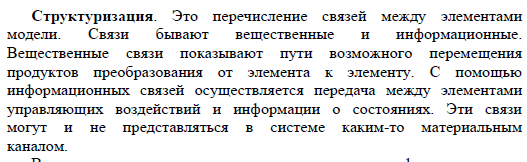 Структуризация. Это перечисление связей между элементами
модели. Связи бывают вещественные и информационные.
Вещественные связи показывают пути возможного перемещения
продуктов преобразования от элемента к элементу. С помощью
информационных связей осуществляется передача между элементами
управляющих воздействий и информации о состояниях. Эти связи
могут и не представляться в системе каким-то материальным
каналом.